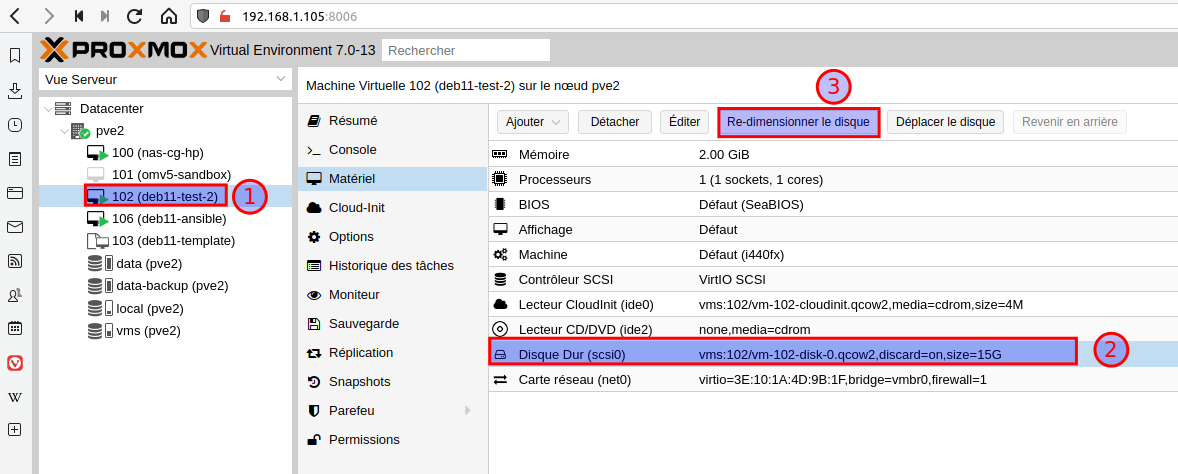 192.168.1.105:8006
PROXMOX Virtual Environment 7.0-13 Rechercher
Vue Serveur
Datacenter
pve2
100 (nas-cg-hp)
101 (omv5-sandbox)
102 (deb11-test-2) 1
106 (deb11-ansible)
103 (deb11-template)
data (pve2)
data-backup (pve2)
local (pve2)
vms (pve2)
Machine Virtuelle 102 (deb11-test-2) sur le nœud pve2
3
Résumé
Console
Matériel
Cloud-Init
Options
Historique des tâches
Moniteur
Sauvegarde
Réplication
Snapshots
Parefeu
Permissions
Ajouter Détacher Éditer Re-dimensionner le disque Déplacer le disque Revenir en arrière
Mémoire 2.00 GiB
Processeurs 1 (1 sockets, 1 cores)
BIOS Défaut (SeaBIOS)
Affichage Défaut
Machine Défaut (i440fx)
Contrôleur SCSI VirtIO SCSI
Lecteur CloudInit (ide0) vms:102/vm-102-cloudinit.qcow2,media=cdrom,size=4M
Lecteur CD/DVD (ide2) none,media=cdrom
Disque Dur (scsi0) vms:102/vm-102-disk-0.qcow2,discard=on,size=15G 2
Carte réseau (net0) virtio=3E:10:1A:4D:9B:1F,bridge=vmbr0,firewall=1